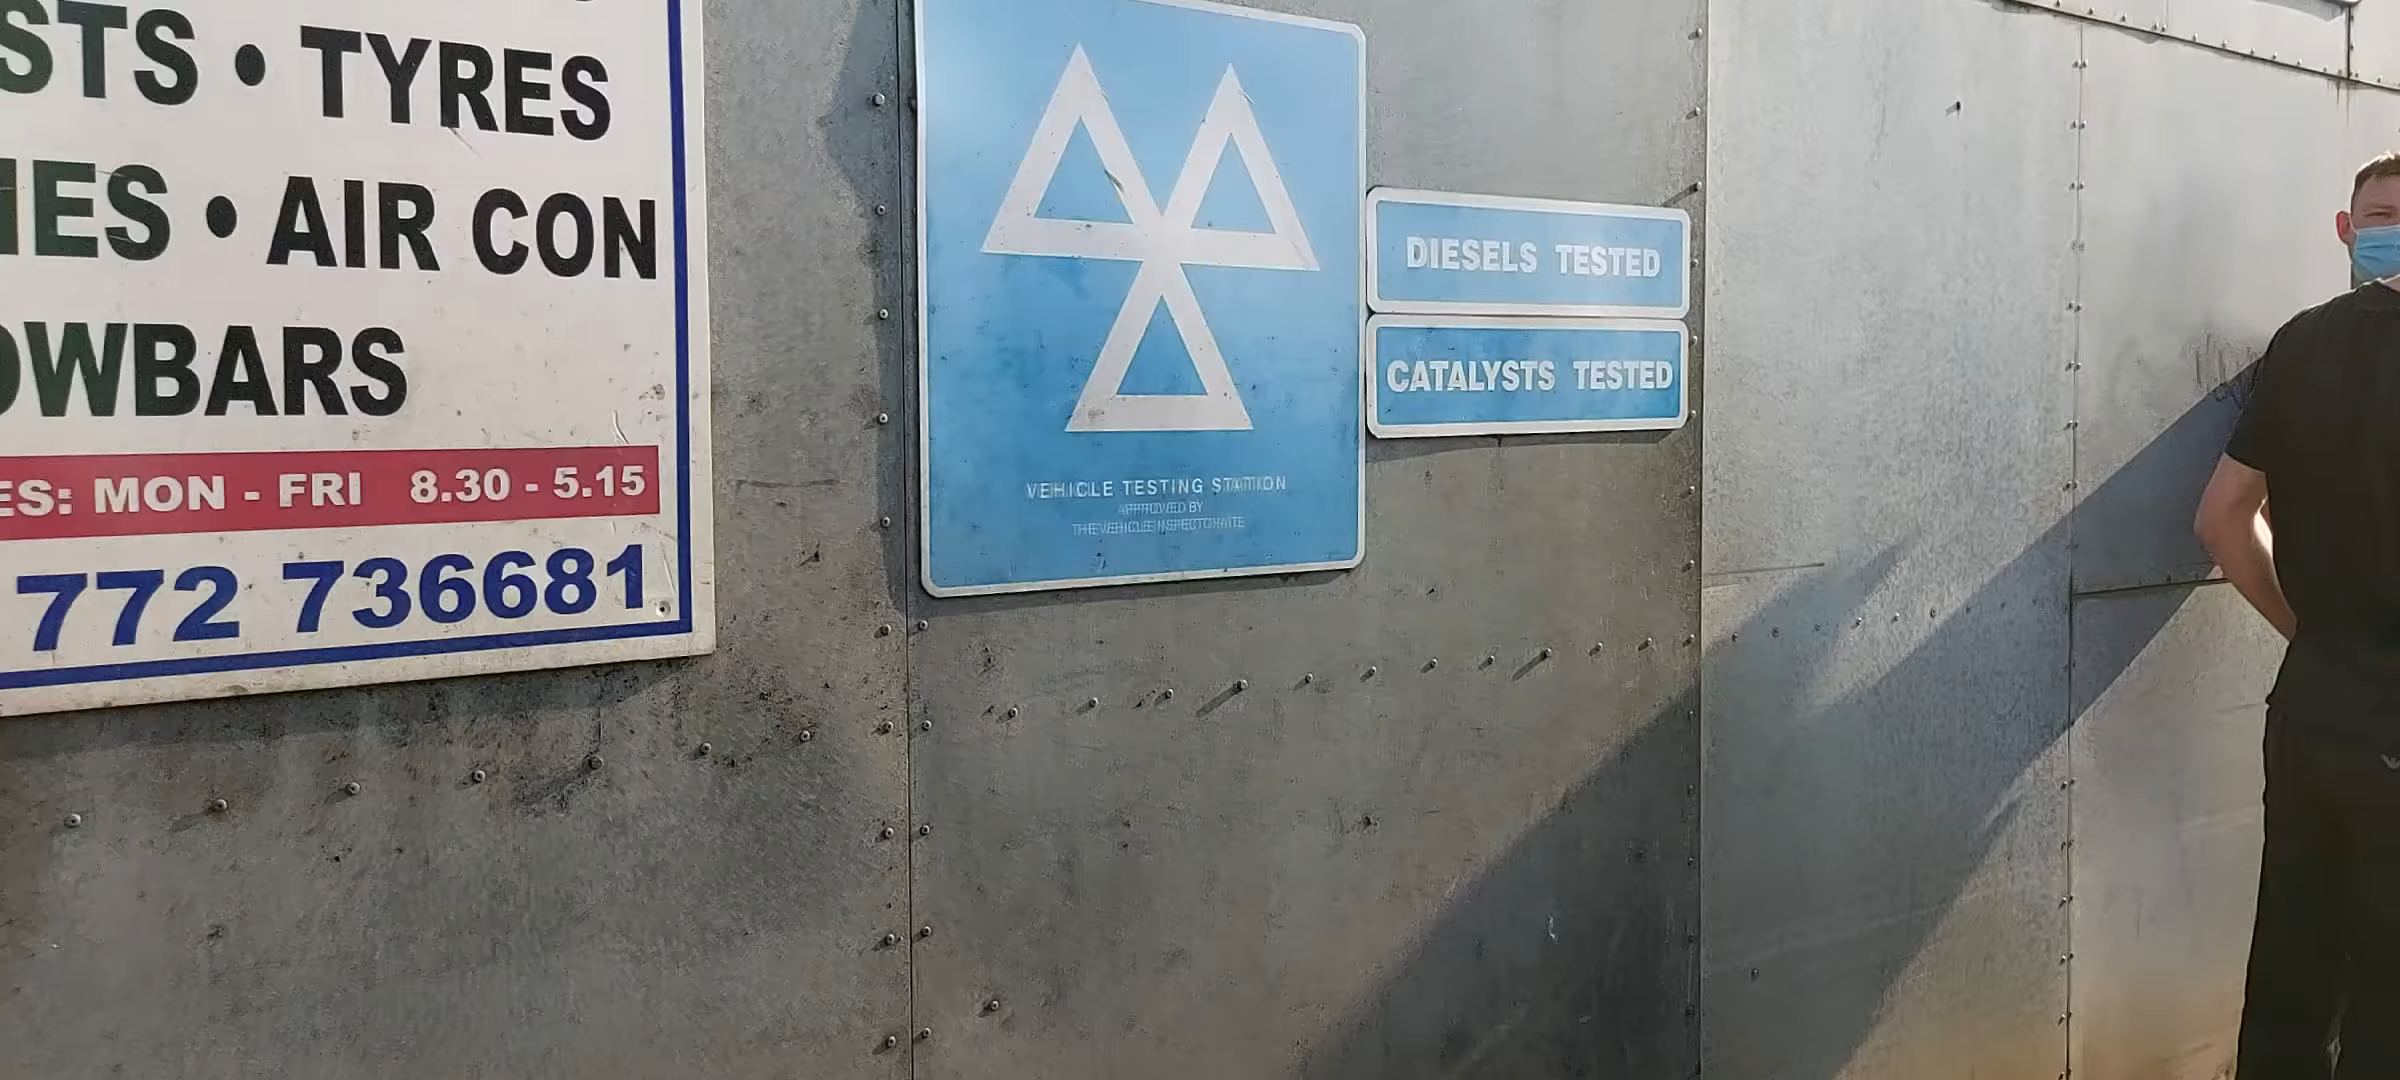 STS • TYRES
IES • AIR CON
OWBARS
ES: MON - FRI 8.30 - 5.15
772 736681
VEHICLE TESTING STATION
APPROVED BY
THE VEHICLE INSPECTORATE
DIESELS TESTED
CATALYSTS TESTED